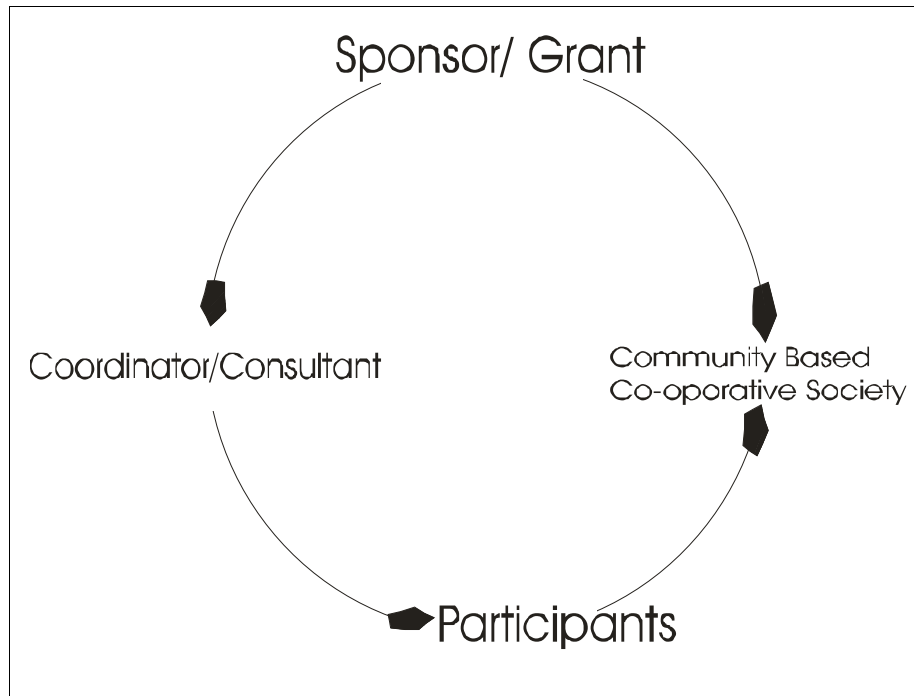 Sponsor/ Grant
Coordinator/Consultant
Community Based
Co-oporative Society
Participants